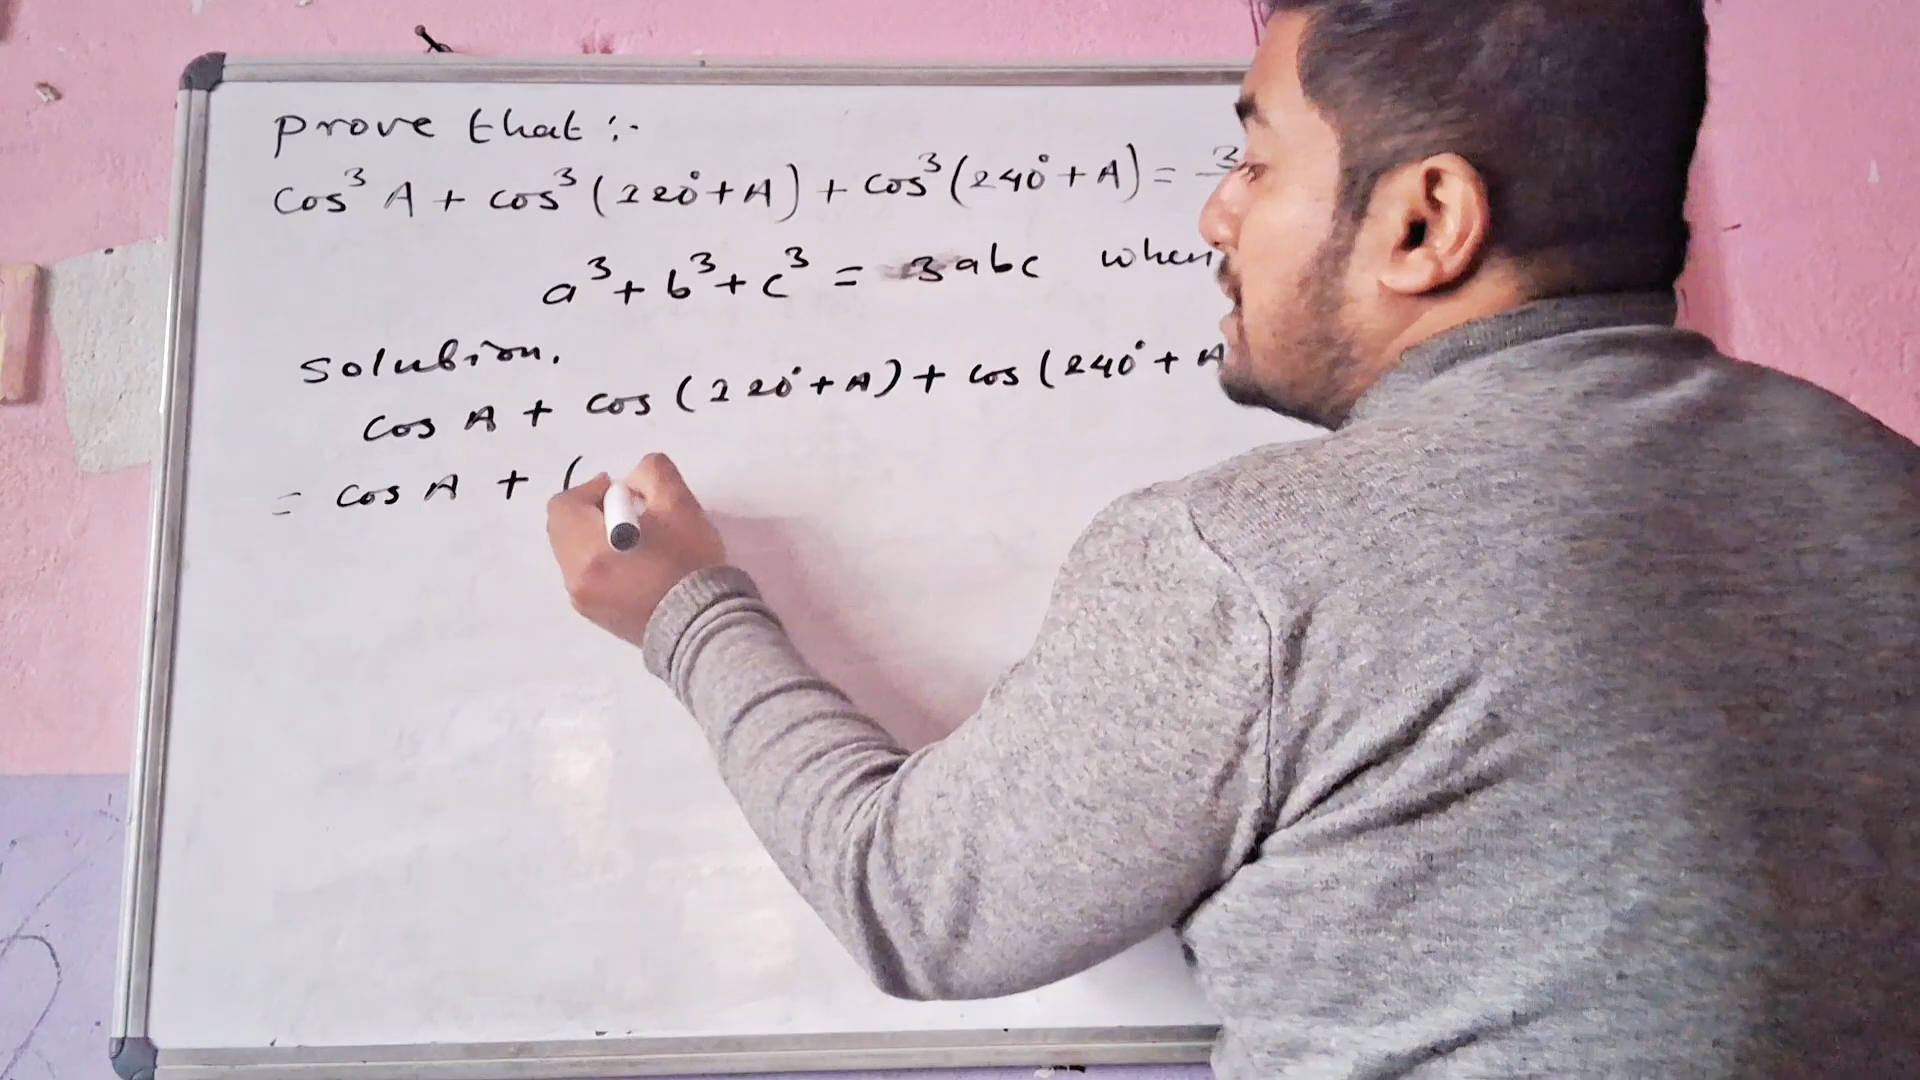 prove that :-
cos³ A + cos³ (120° + A) + cos³ (240° + A) = 3
a³ + b³ + c³ = 3abc when
Solution.
cos A + cos (120° + A) + cos (240° + A
= cos A + (